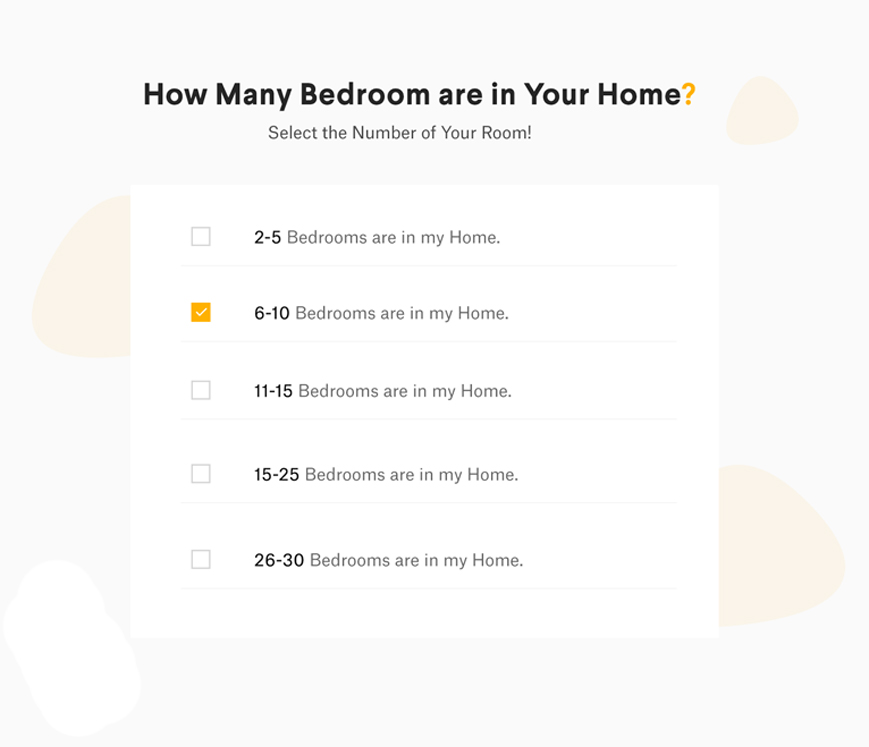 How Many Bedroom are in Your Home?
Select the Number of Your Room!
2-5 Bedrooms are in my Home.
6-10 Bedrooms are in my Home.
11-15 Bedrooms are in my Home.
15-25 Bedrooms are in my Home.
26-30 Bedrooms are in my Home.